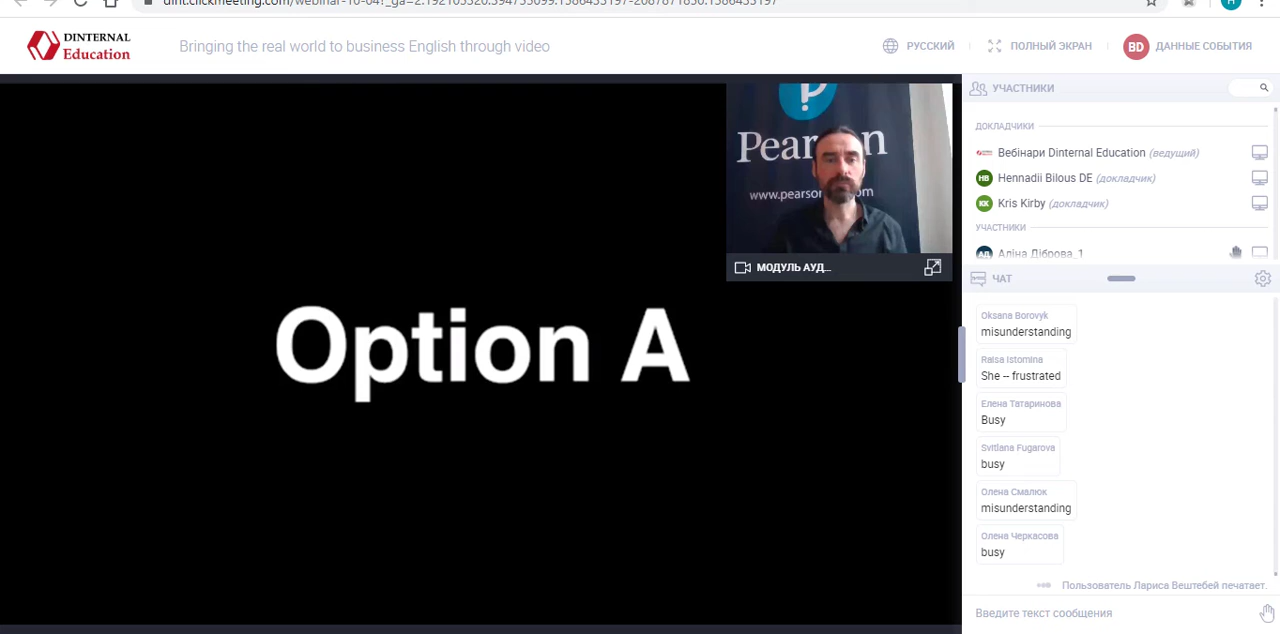 DINTERNAL
Education
Bringing the real world to business English through video
РУССКИЙ
ПОЛНЫЙ ЭКРАН
BD
ДАННЫЕ СОБЫТИЯ
Pearson
www.pearson com
МОДУЛЬ АУД...
Option A
УЧАСТНИКИ
ДОКЛАДЧИКИ
Вебінари Dinternal Education (ведущий)
HB Hennadii Bilous DE (докладчик)
KK Kris Kirby (докладчик)
УЧАСТНИКИ
АД Аліна Діброва_1
ЧАТ
Oksana Borovyk
misunderstanding
Raisa Istomina
She -- frustrated
Елена Татаринова
Busy
Svitlana Fugarova
busy
Олена Смалюк
misunderstanding
Олена Черкасова
busy
Пользователь Лариса Вештебей печатает.
Введите текст сообщения